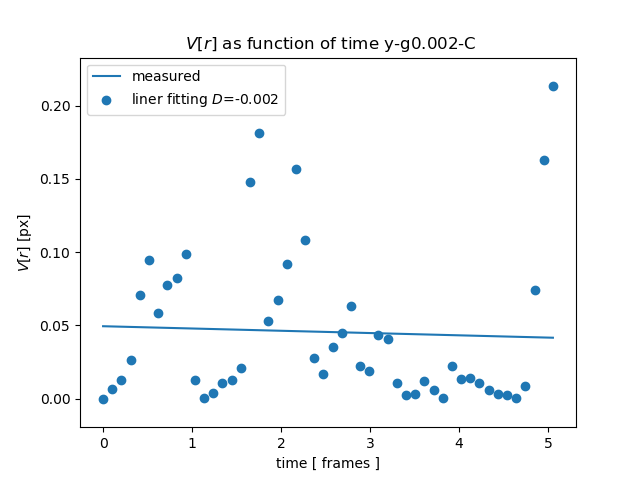 V[r] as function of time y-g0.002-C
measured
liner fitting D=-0.002
0.20
0.15
0.10
0.05
0.00
V[r] [px]
0 1 2 3 4 5
time [ frames ]